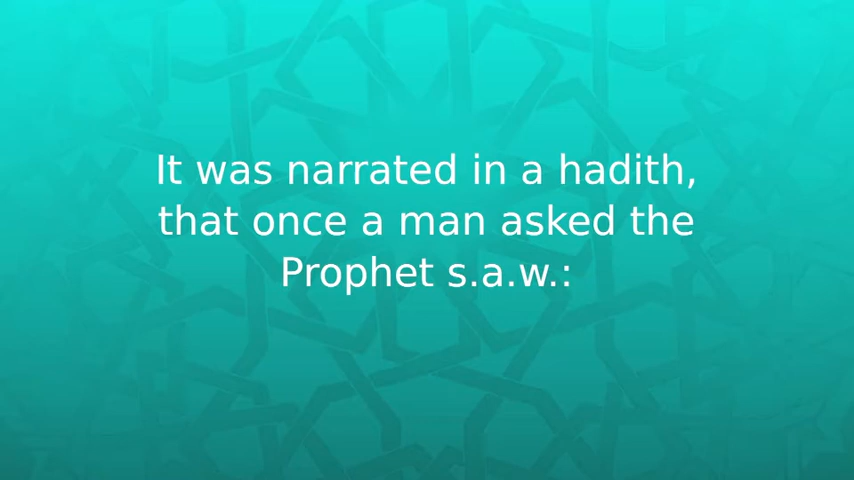 It was narrated in a hadith,
that once a man asked the
Prophet s.a.w.: